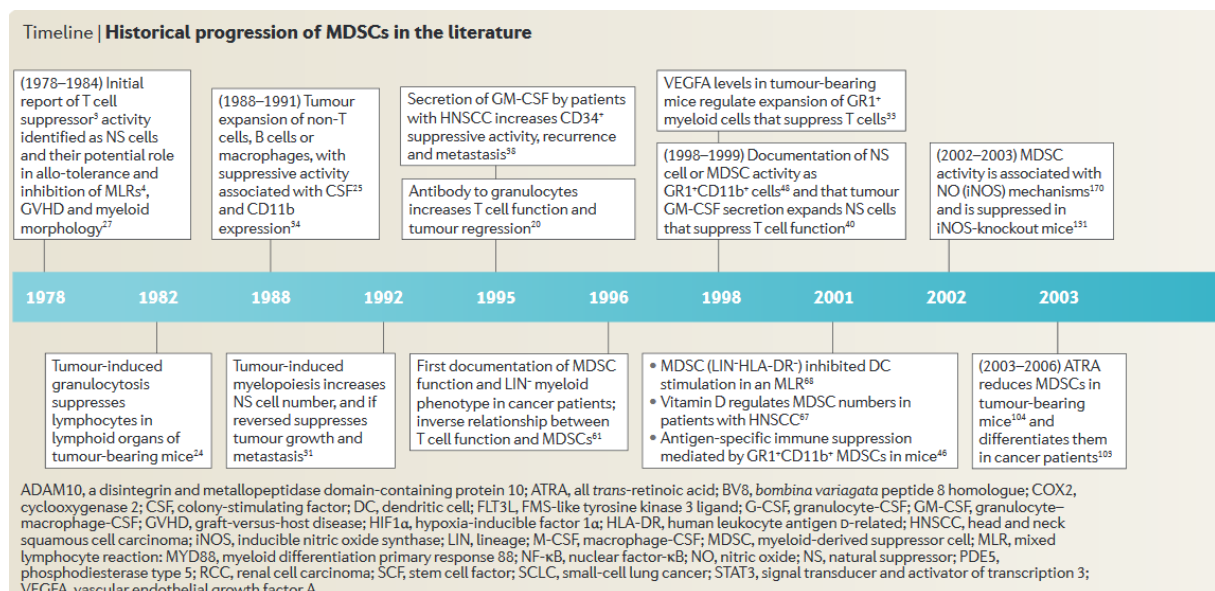 Timeline | Historical progression of MDSCs in the literature
(1978–1984) Initial
report of T cell
suppressor³ activity
identified as NS cells
and their potential role
in allo-tolerance and
inhibition of MLRs⁴,
GVHD and myeloid
morphology²⁷
(1988–1991) Tumour
expansion of non-T
cells, B cells or
macrophages, with
suppressive activity
associated with CSF²⁵
and CD11b
expression³⁴
Secretion of GM-CSF by patients
with HNSCC increases CD34⁺
suppressive activity, recurrence
and metastasis³⁸
Antibody to granulocytes
increases T cell function and
tumour regression²⁰
VEGFA levels in tumour-bearing
mice regulate expansion of GR1⁺
myeloid cells that suppress T cells³³
(1998–1999) Documentation of NS
cell or MDSC activity as
GR1⁺CD11b⁺ cells⁴⁸ and that tumour
GM-CSF secretion expands NS cells
that suppress T cell function⁴⁰
(2002–2003) MDSC
activity is associated with
NO (iNOS) mechanisms¹⁷⁰
and is suppressed in
iNOS-knockout mice¹³¹
1978 1982 1988 1992 1995 1996 1998 2001 2002 2003
Tumour-induced
granulocytosis
suppresses
lymphocytes in
lymphoid organs of
tumour-bearing mice²⁴
Tumour-induced
myelopoiesis increases
NS cell number, and if
reversed suppresses
tumour growth and
metastasis³¹
First documentation of MDSC
function and LIN⁻ myeloid
phenotype in cancer patients;
inverse relationship between
T cell function and MDSCs⁶¹
• MDSC (LIN⁻HLA-DR⁻) inhibited DC
stimulation in an MLR⁶⁸
• Vitamin D regulates MDSC numbers in
patients with HNSCC⁶⁷
• Antigen-specific immune suppression
mediated by GR1⁺CD11b⁺ MDSCs in mice⁴⁶
(2003–2006) ATRA
reduces MDSCs in
tumour-bearing
mice¹⁰⁴ and
differentiates them
in cancer patients¹⁰³
ADAM10, a disintegrin and metallopeptidase domain-containing protein 10; ATRA, all trans-retinoic acid; BV8, bombina variagata peptide 8 homologue; COX2,
cyclooxygenase 2; CSF, colony-stimulating factor; DC, dendritic cell; FLT3L, FMS-like tyrosine kinase 3 ligand; G-CSF, granulocyte-CSF; GM-CSF, granulocyte–
macrophage-CSF; GVHD, graft-versus-host disease; HIF1α, hypoxia-inducible factor 1α; HLA-DR, human leukocyte antigen D-related; HNSCC, head and neck
squamous cell carcinoma; iNOS, inducible nitric oxide synthase; LIN, lineage; M-CSF, macrophage-CSF; MDSC, myeloid-derived suppressor cell; MLR, mixed
lymphocyte reaction: MYD88, myeloid differentiation primary response 88; NF-κB, nuclear factor-κB; NO, nitric oxide; NS, natural suppressor; PDE5,
phosphodiesterase type 5; RCC, renal cell carcinoma; SCF, stem cell factor; SCLC, small-cell lung cancer; STAT3, signal transducer and activator of transcription 3;
VEGFA, vascular endothelial growth factor A